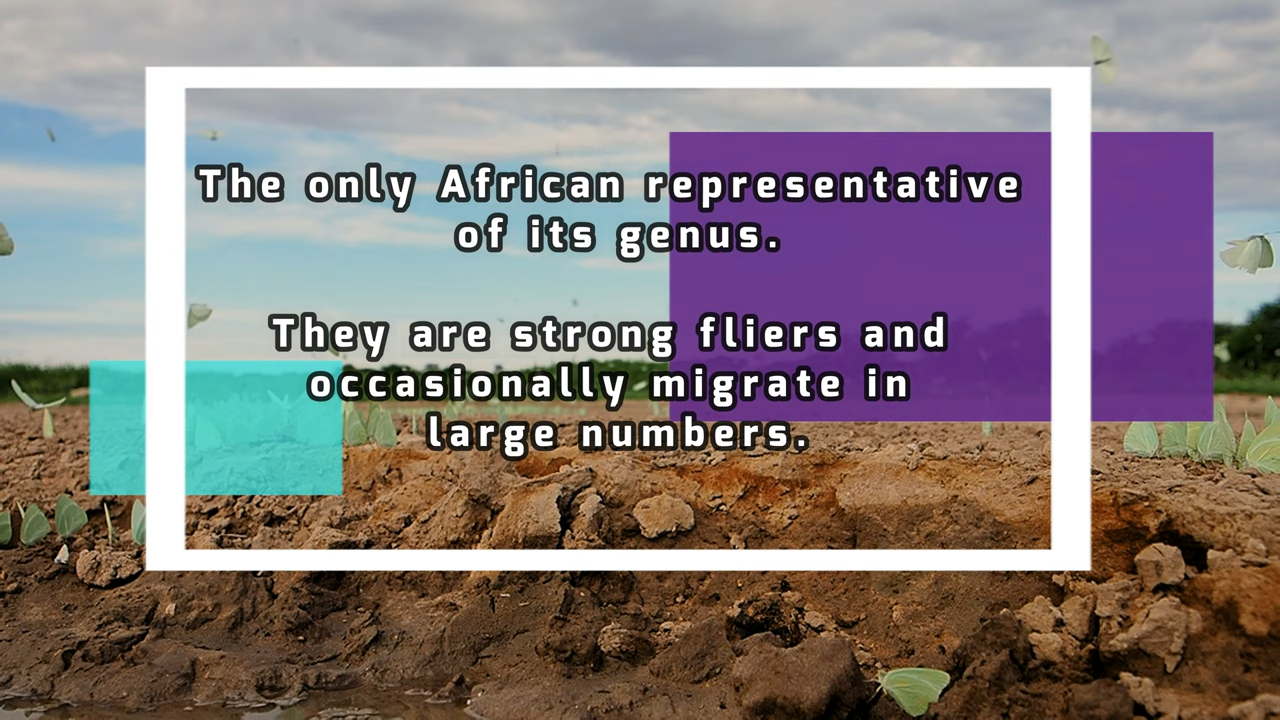 The only African representative
of its genus.
They are strong fliers and
occasionally migrate in
large numbers.